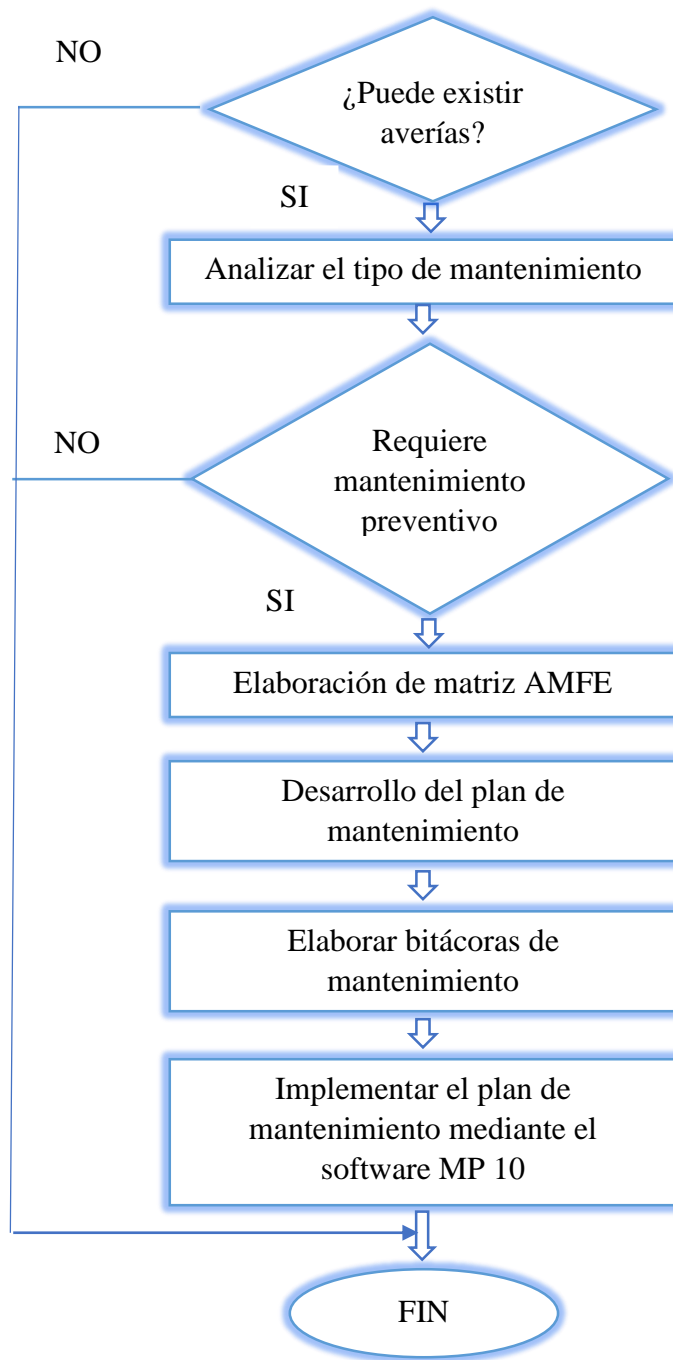 NO
¿Puede existir
averías?
SI
Analizar el tipo de mantenimiento
NO
Requiere
mantenimiento
preventivo
SI
Elaboración de matriz AMFE
Desarrollo del plan de
mantenimiento
Elaborar bitácoras de
mantenimiento
Implementar el plan de
mantenimiento mediante el
software MP 10
FIN